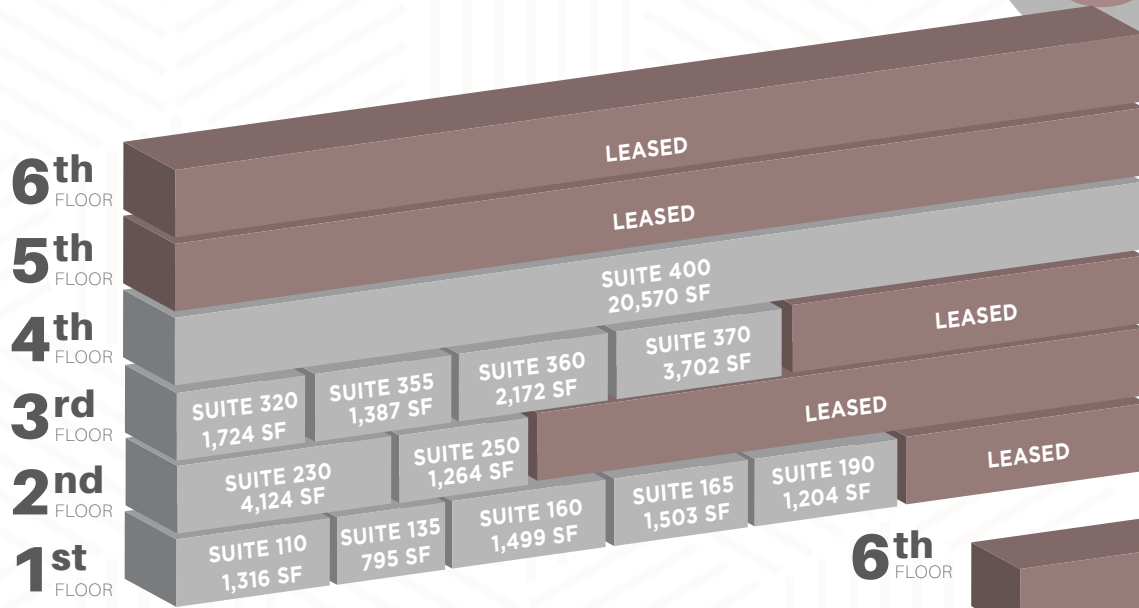 6th
FLOOR
LEASED
5th
FLOOR
LEASED
4th
FLOOR
SUITE 400
20,570 SF
3rd
FLOOR
SUITE 320
1,724 SF
SUITE 355
1,387 SF
SUITE 360
2,172 SF
SUITE 370
3,702 SF
LEASED
2nd
FLOOR
SUITE 230
4,124 SF
SUITE 250
1,264 SF
LEASED
1st
FLOOR
SUITE 110
1,316 SF
SUITE 135
795 SF
SUITE 160
1,499 SF
SUITE 165
1,503 SF
SUITE 190
1,204 SF
LEASED
6th
FLOOR